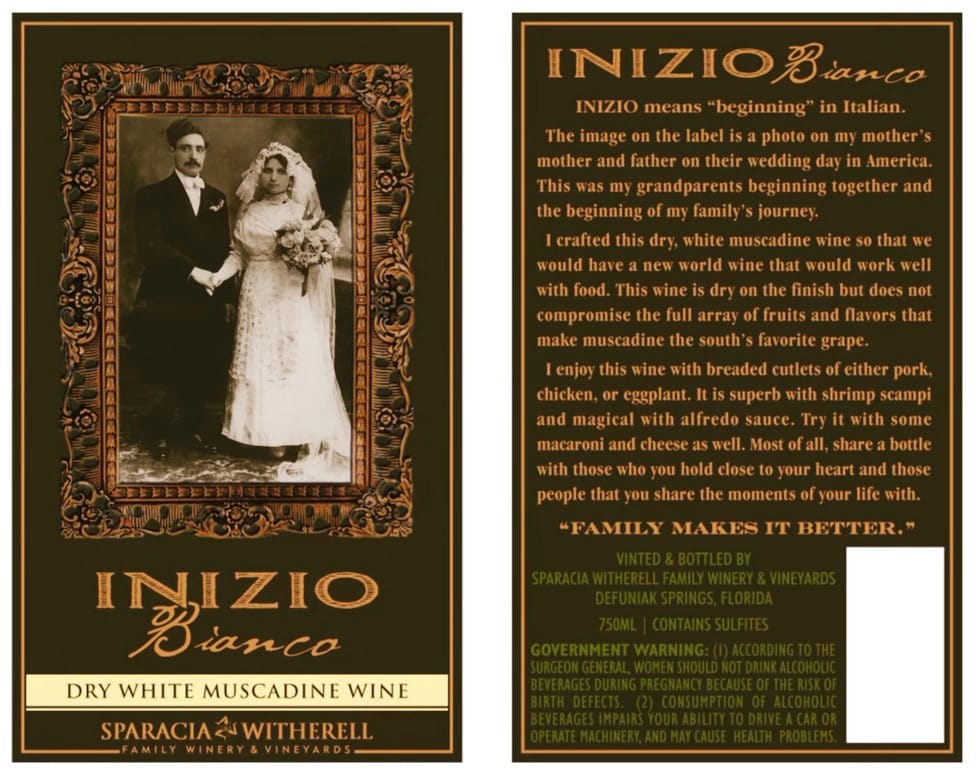 INIZIO
Bianco
DRY WHITE MUSCADINE WINE
SPARACIA WITHERELL
FAMILY WINERY & VINEYARDS
INIZIO Bianco
INIZIO means “beginning” in Italian.
The image on the label is a photo on my mother’s
mother and father on their wedding day in America.
This was my grandparents beginning together and
the beginning of my family’s journey.
I crafted this dry, white muscadine wine so that we
would have a new world wine that would work well
with food. This wine is dry on the finish but does not
compromise the full array of fruits and flavors that
make muscadine the south’s favorite grape.
I enjoy this wine with breaded cutlets of either pork,
chicken, or eggplant. It is superb with shrimp scampi
and magical with alfredo sauce. Try it with some
macaroni and cheese as well. Most of all, share a bottle
with those who you hold close to your heart and those
people that you share the moments of your life with.
“FAMILY MAKES IT BETTER.”
VINTED & BOTTLED BY
SPARACIA WITHERELL FAMILY WINERY & VINEYARDS
DEFUNIAK SPRINGS, FLORIDA
750ML | CONTAINS SULFITES
GOVERNMENT WARNING: (1) ACCORDING TO THE
SURGEON GENERAL, WOMEN SHOULD NOT DRINK ALCOHOLIC
BEVERAGES DURING PREGNANCY BECAUSE OF THE RISK OF
BIRTH DEFECTS. (2) CONSUMPTION OF ALCOHOLIC
BEVERAGES IMPAIRS YOUR ABILITY TO DRIVE A CAR OR
OPERATE MACHINERY, AND MAY CAUSE HEALTH PROBLEMS.